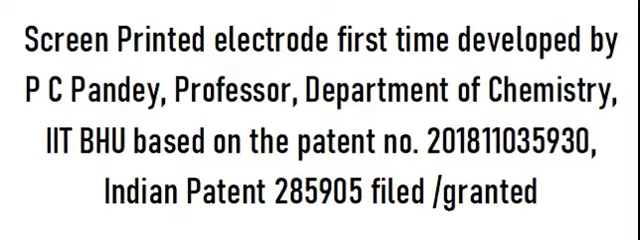 Screen Printed electrode first time developed by
P C Pandey, Professor, Department of Chemistry,
IIT BHU based on the patent no. 201811035930,
Indian Patent 285905 filed /granted